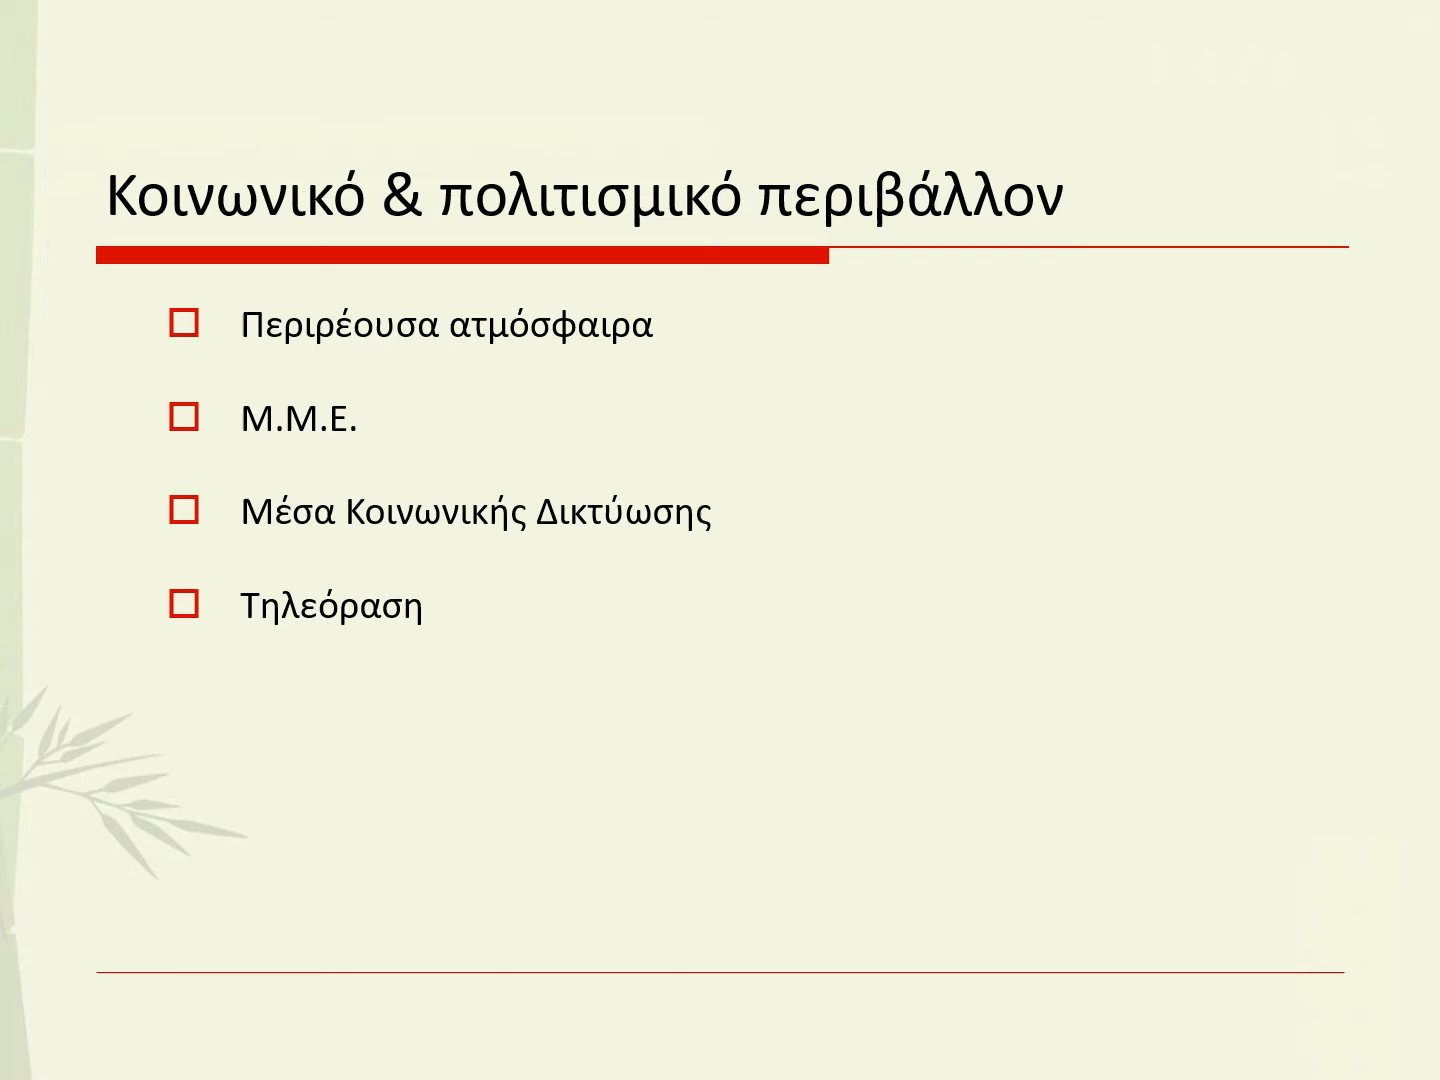 Κοινωνικό & πολιτισμικό περιβάλλον
Περιρέουσα ατμόσφαιρα
Μ.Μ.Ε.
Μέσα Κοινωνικής Δικτύωσης
Τηλεόραση